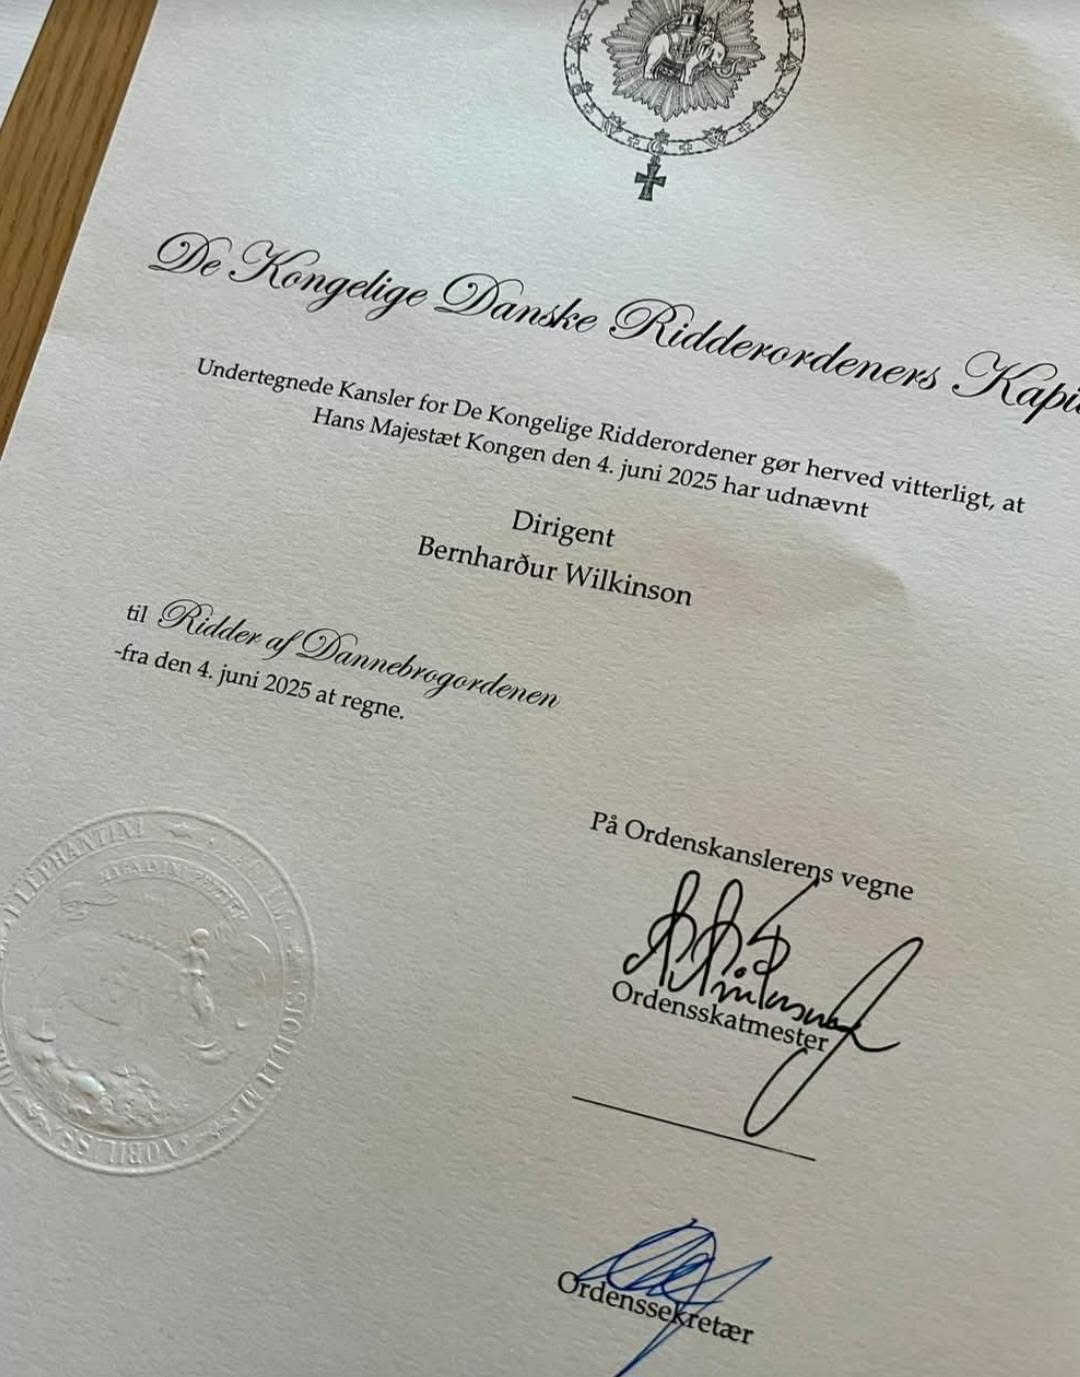 De Kongelige Danske Ridderordeners
Undertegnede Kansler for De Kongelige Ridderordener gør herved vitterligt, at
Hans Majestæt Kongen den 4. juni 2025 har udnævnt
Dirigent
Bernharður Wilkinson
til Ridder af Dannebrogordenen
-fra den 4. juni 2025 at regne.
På Ordenskanslerens vegne
Ordensskatmester
Ordenssekretær
ELEPHANTINI
SIGILLUM